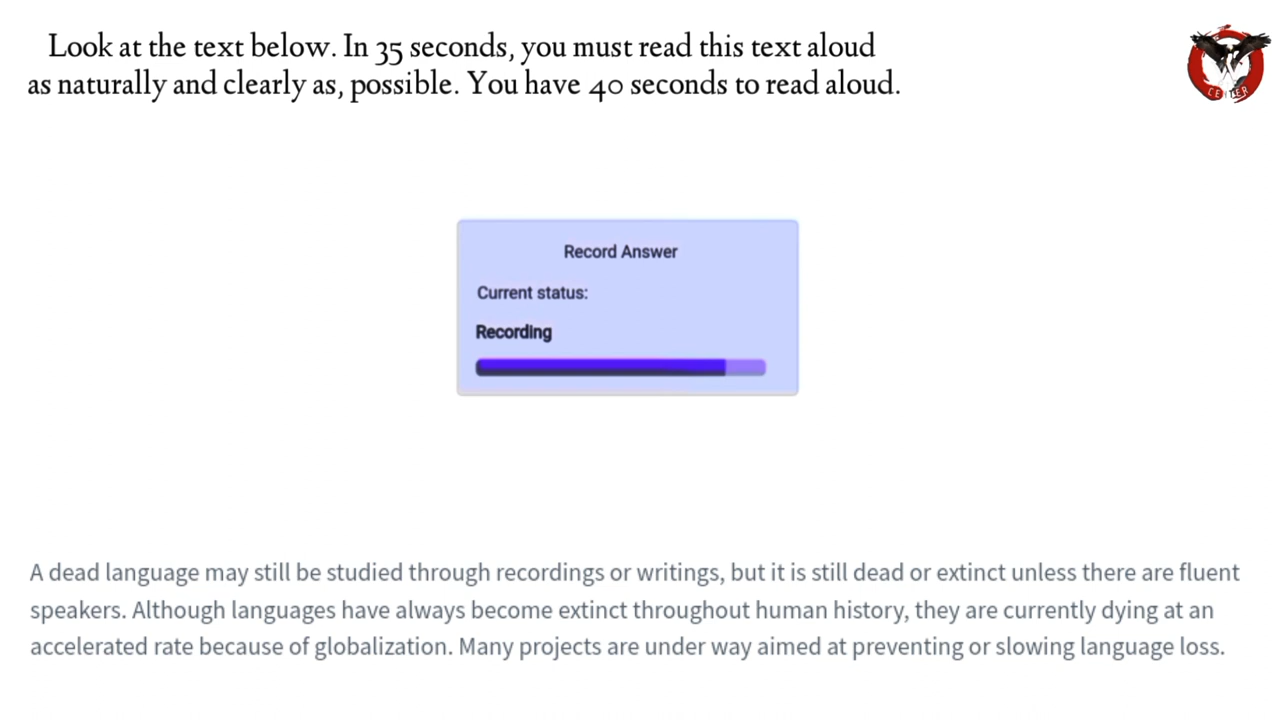 Look at the text below. In 35 seconds, you must read this text aloud
as naturally and clearly as, possible. You have 40 seconds to read aloud.
CENTER
Record Answer
Current status:
Recording
A dead language may still be studied through recordings or writings, but it is still dead or extinct unless there are fluent
speakers. Although languages have always become extinct throughout human history, they are currently dying at an
accelerated rate because of globalization. Many projects are under way aimed at preventing or slowing language loss.